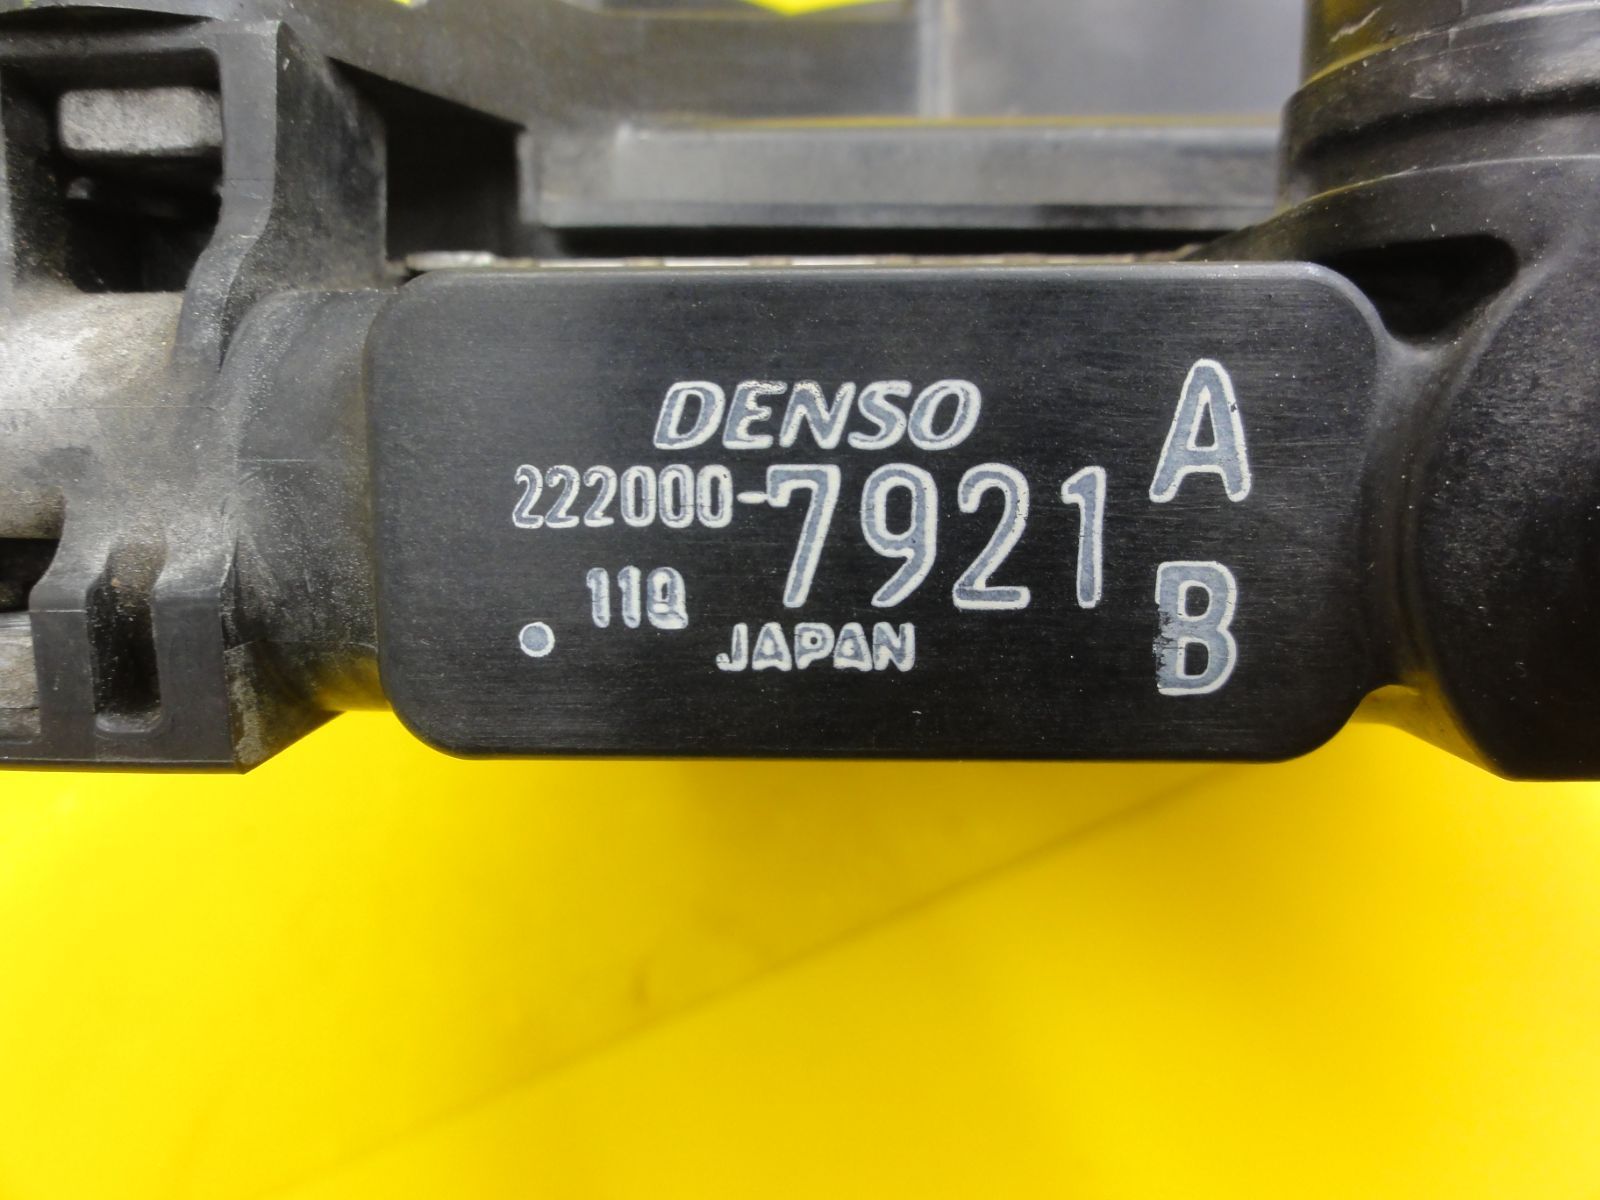 DENSO
222000-7921 A
11Q B
JAPAN